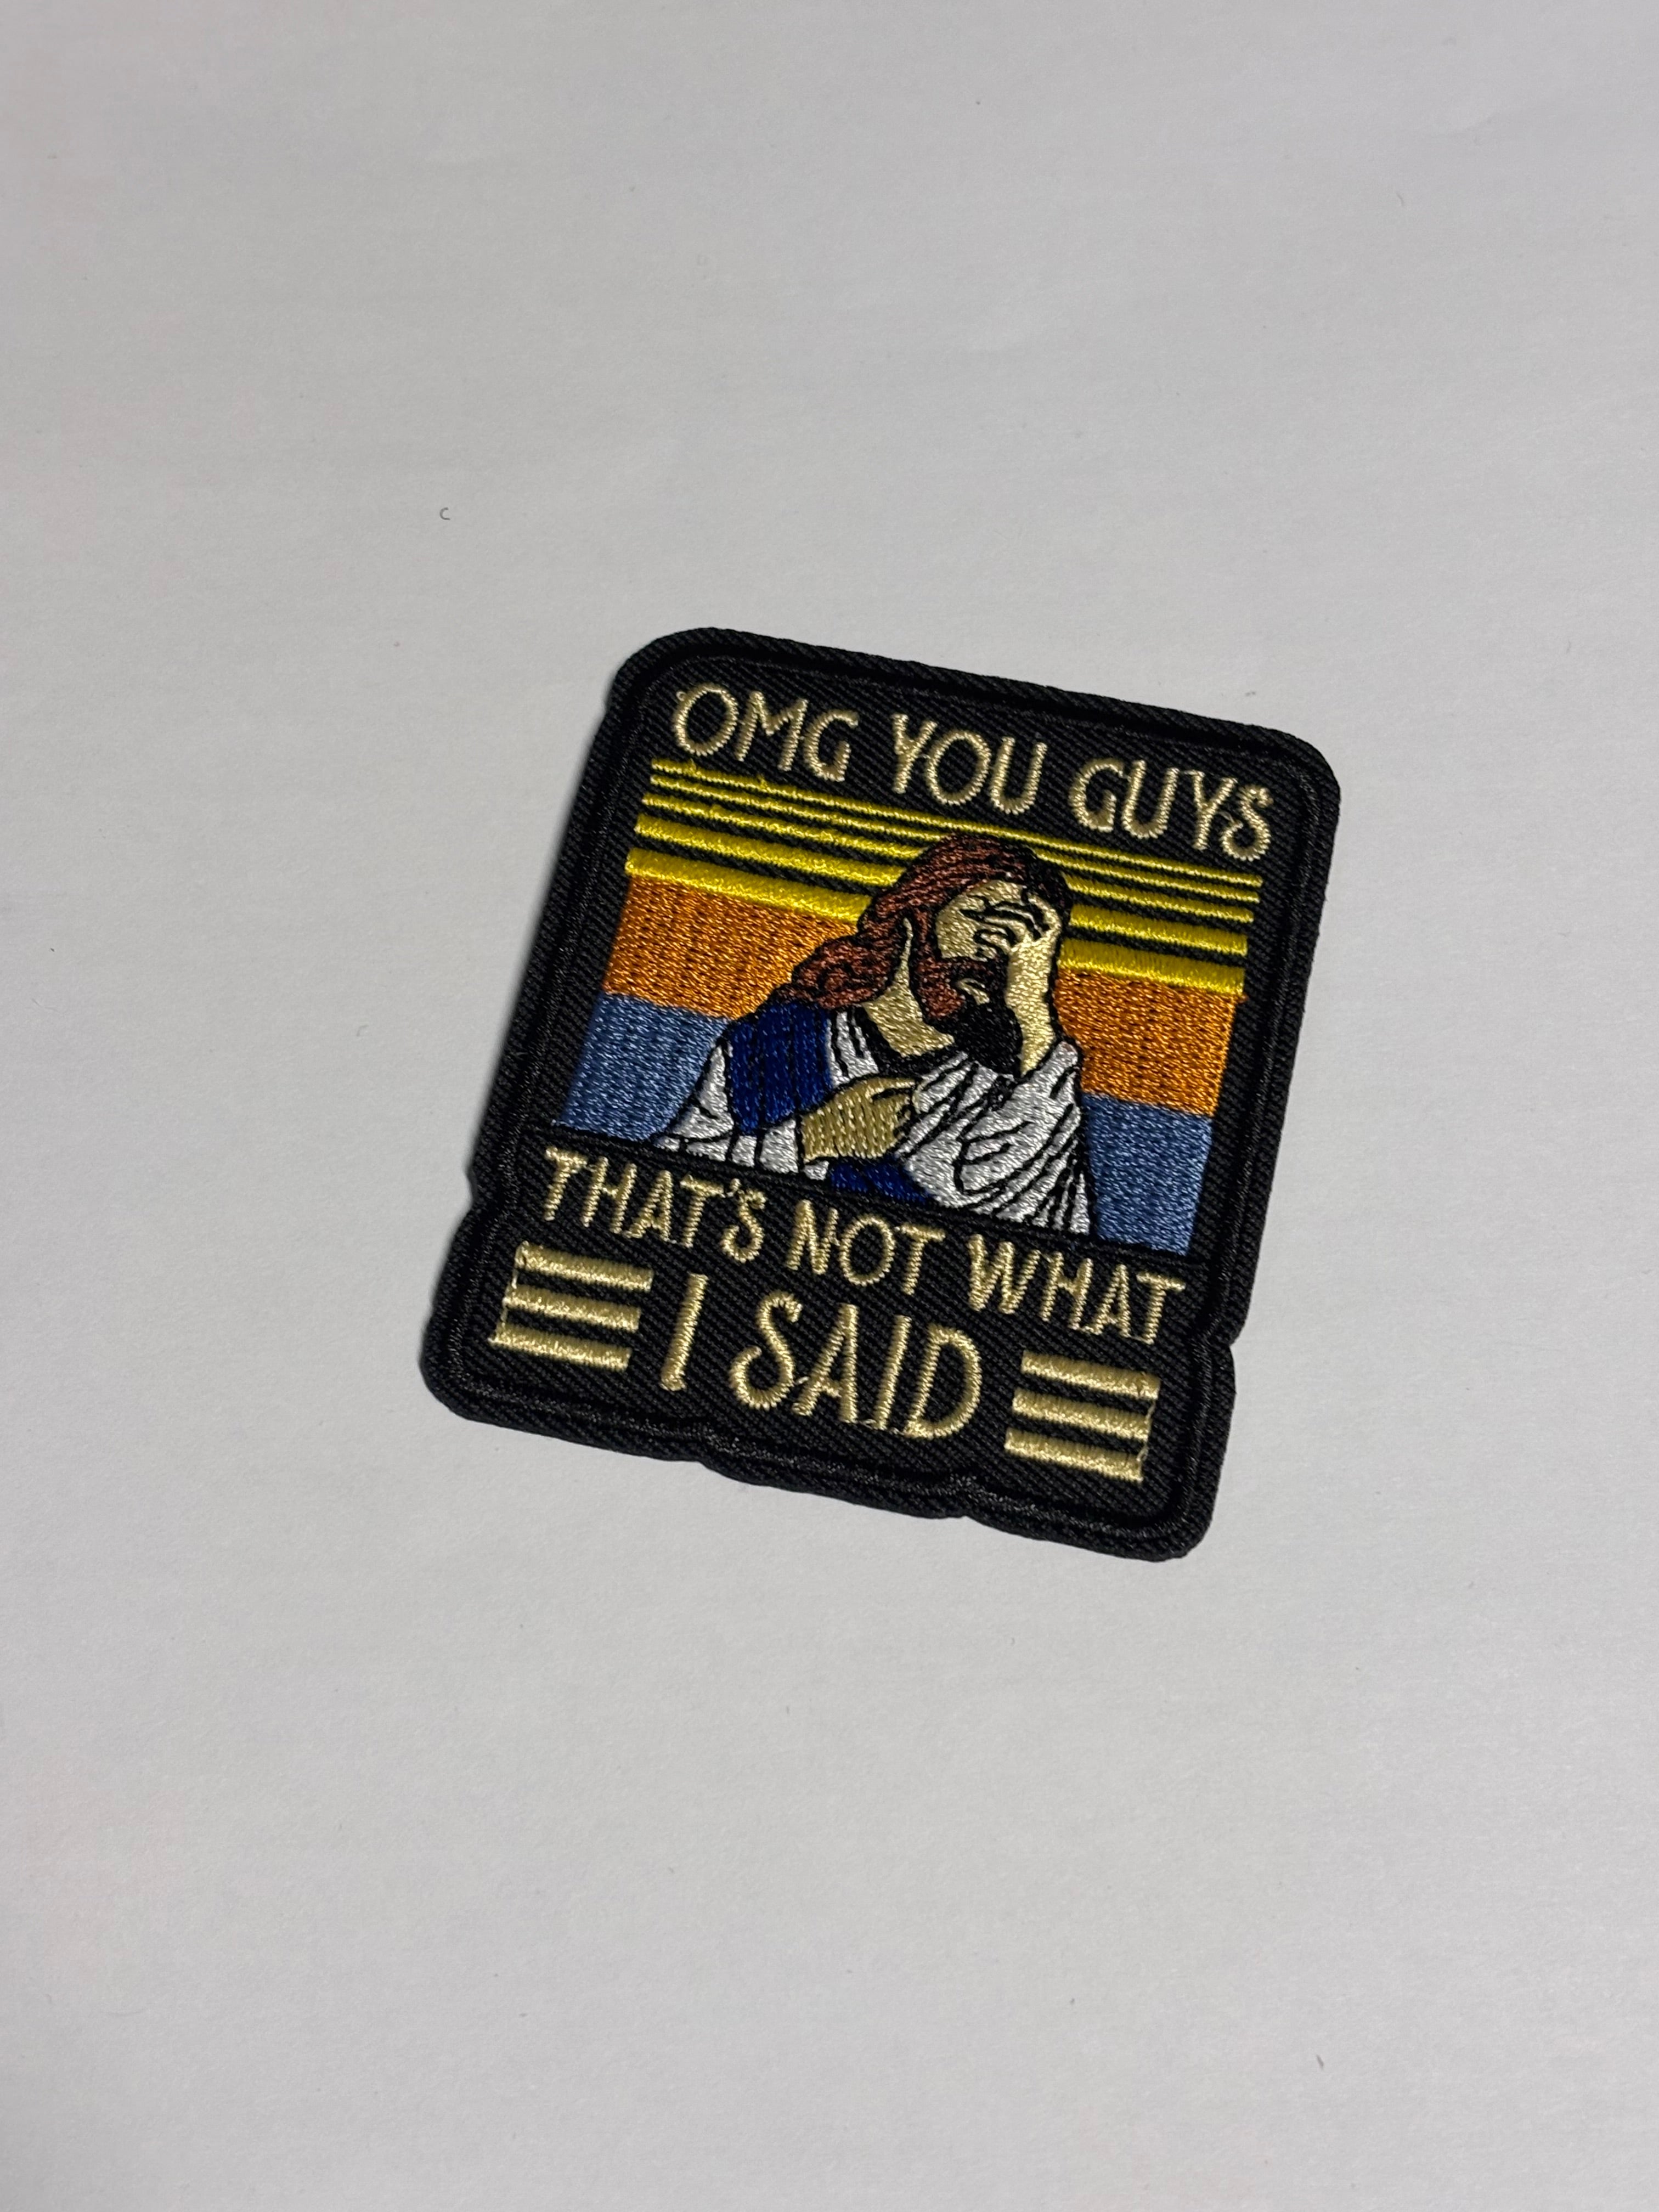 OMG YOU GUYS
THAT'S NOT WHAT
I SAID